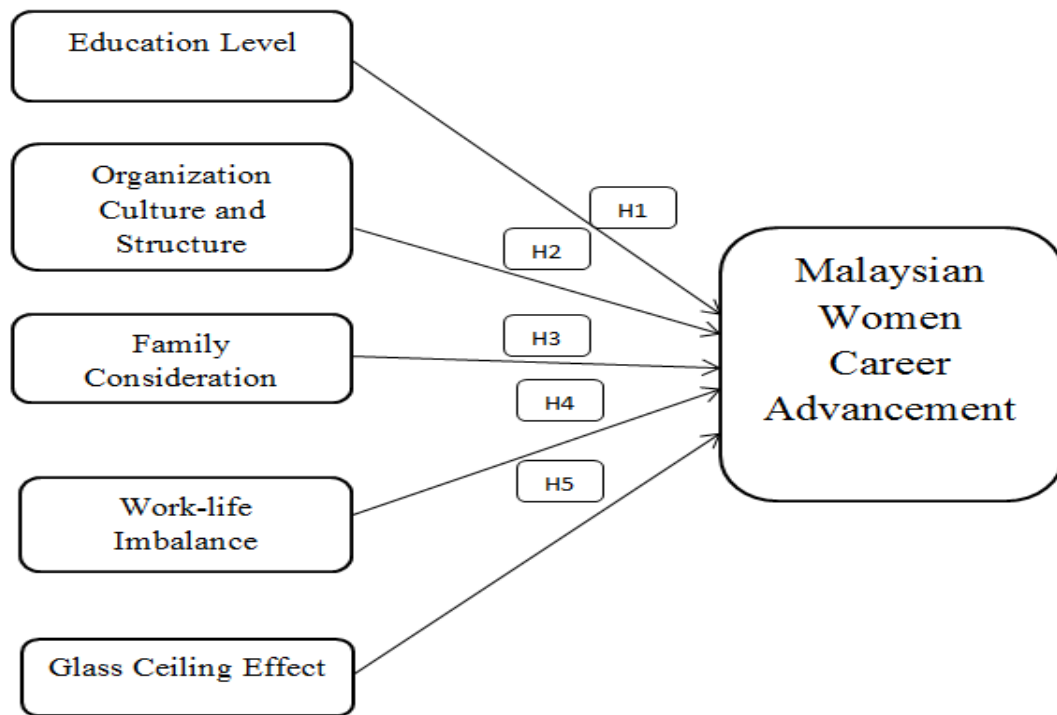 Education Level
Organization
Culture and
Structure
Family
Consideration
Work-life
Imbalance
Glass Ceiling Effect
H1
H2
H3
H4
H5
Malaysian
Women
Career
Advancement